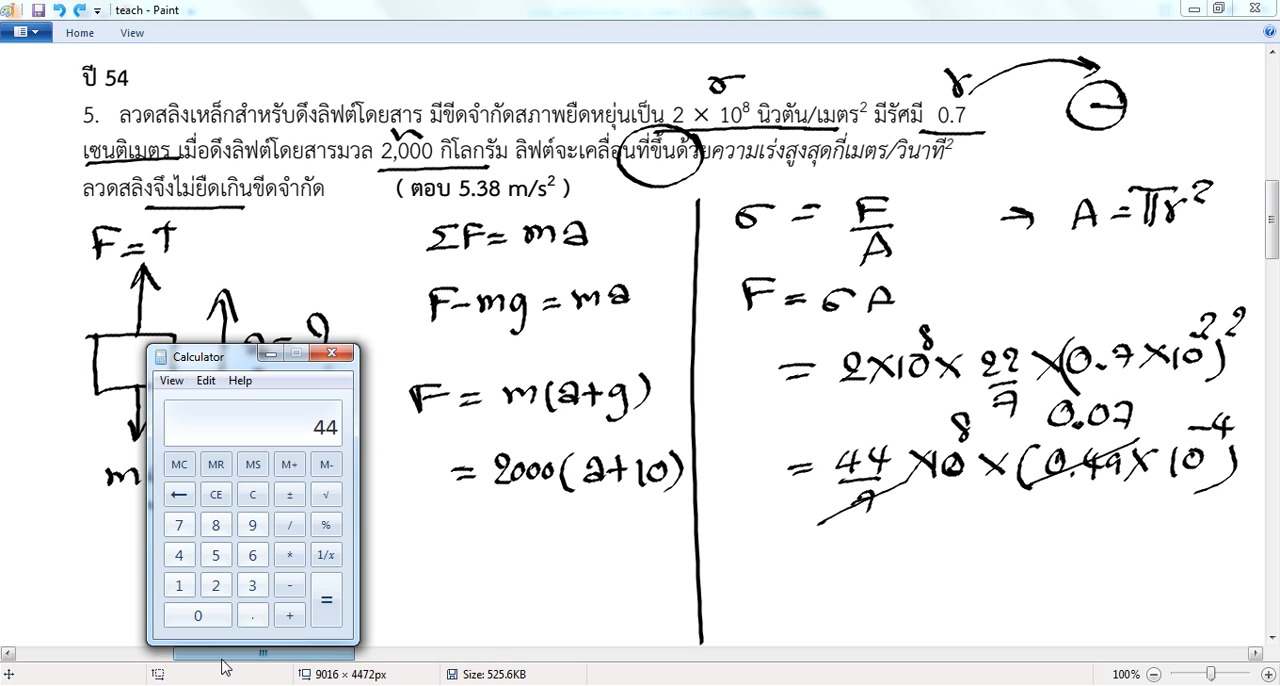 teach - Paint
Home View
ปี 54
σ r
5. ลวดสลิงเหล็กสำหรับดึงลิฟต์โดยสาร มีขีดจำกัดสภาพยืดหยุ่นเป็น 2 × 10⁸ นิวตัน/เมตร² มีรัศมี 0.7
m
เซนติเมตร เมื่อดึงลิฟต์โดยสารมวล 2,000 กิโลกรัม ลิฟต์จะเคลื่อนที่ขึ้นด้วยความเร่งสูงสุดกี่เมตร/วินาที²
ลวดสลิงจึงไม่ยืดเกินขีดจำกัด ( ตอบ 5.38 m/s² )
F = T
ΣF = ma
F - mg = ma
F = m(a+g)
= 2000(a+10)
σ = F/A → A = πr²
F = σA
= 2×10⁸ × 22/7 × (0.7×10⁻²)²
0.07
= 44/7 × 10⁸ × (0.49 × 10⁻⁴)
m
Calculator
View Edit Help
44
MC MR MS M+ M-
← CE C ± √
7 8 9 / %
4 5 6 * 1/x
1 2 3 - =
0 . +
9016 × 4472px Size: 525.6KB 100%